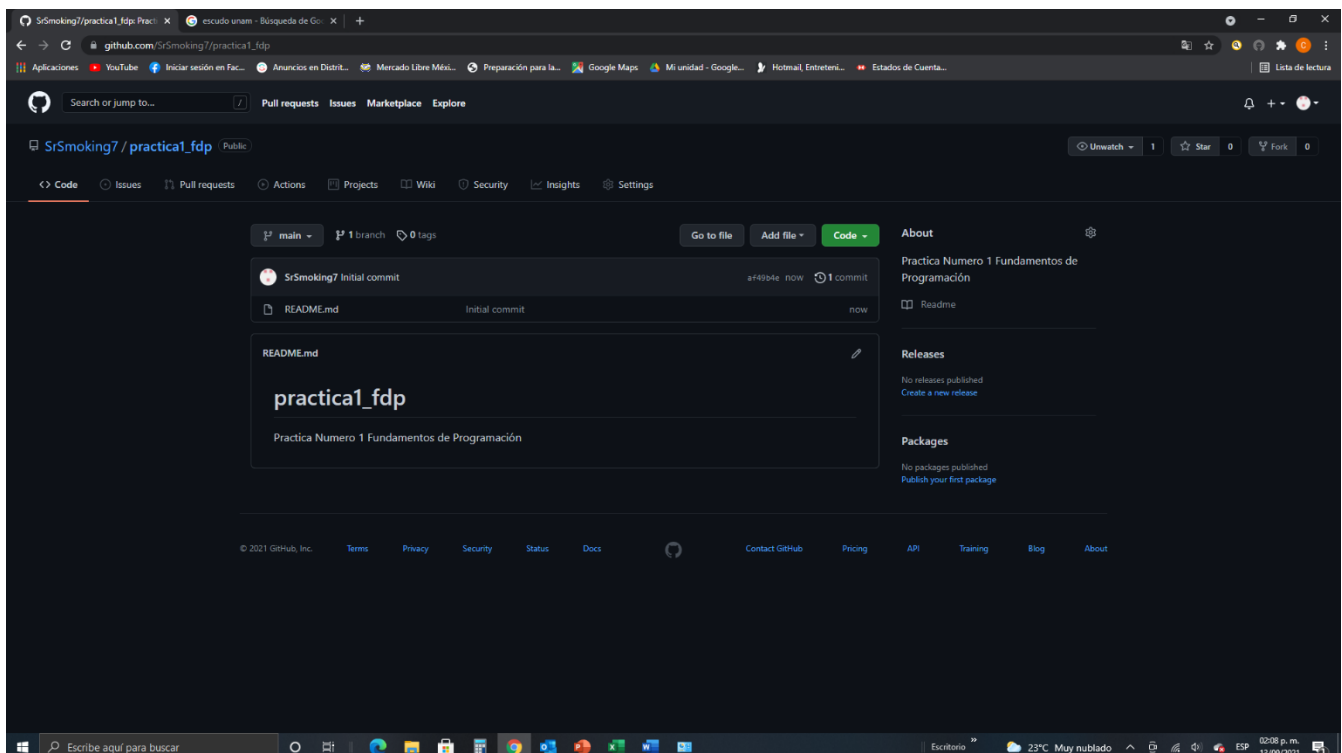 SrSmoking7/practica1_fdp: Practi
escudo unam - Búsqueda de Goo
github.com/SrSmoking7/practica1_fdp
Aplicaciones YouTube Iniciar sesión en Fac... Anuncios en Distrit... Mercado Libre Méxi... Preparación para la... Google Maps Mi unidad - Google... Hotmail, Entreteni... Estados de Cuenta... Lista de lectura
Search or jump to... / Pull requests Issues Marketplace Explore
SrSmoking7 / practica1_fdp Public Unwatch 1 Star 0 Fork 0
<> Code Issues Pull requests Actions Projects Wiki Security Insights Settings
main 1 branch 0 tags Go to file Add file Code
SrSmoking7 Initial commit af49b4e now 1 commit
README.md Initial commit now
README.md
practica1_fdp
Practica Numero 1 Fundamentos de Programación
About
Practica Numero 1 Fundamentos de
Programación
Readme
Releases
No releases published
Create a new release
Packages
No packages published
Publish your first package
© 2021 GitHub, Inc. Terms Privacy Security Status Docs Contact GitHub Pricing API Training Blog About
Escribe aquí para buscar Escritorio 23°C Muy nublado ESP 02:08 p. m.